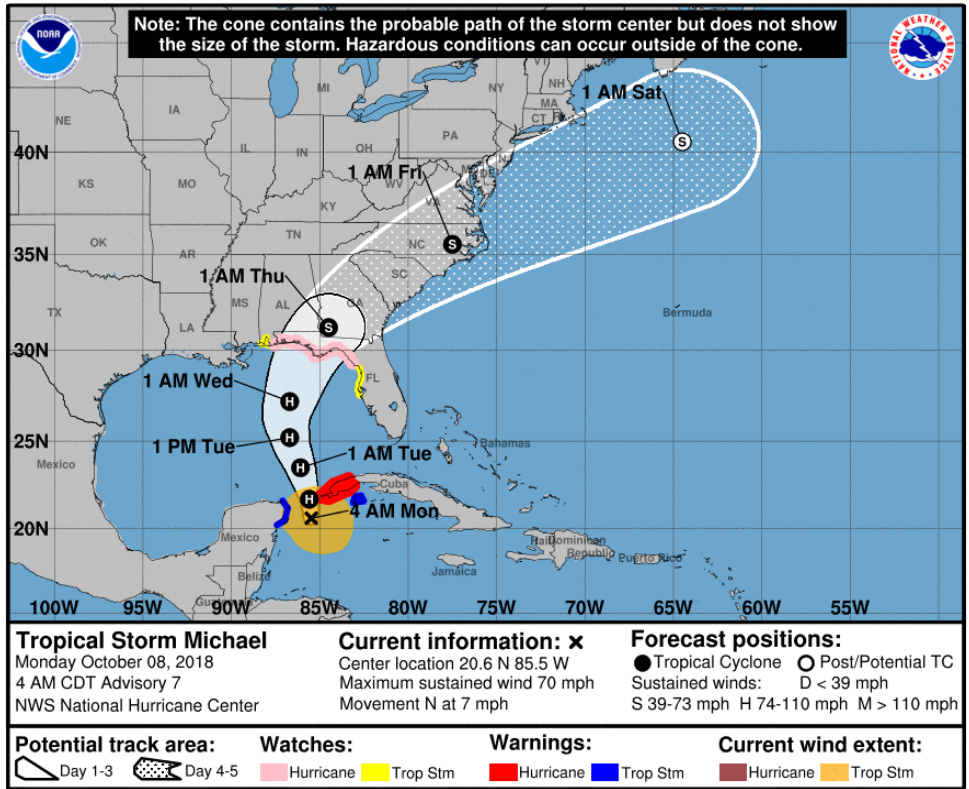 Note: The cone contains the probable path of the storm center but does not show
the size of the storm. Hazardous conditions can occur outside of the cone.
NOAA
NATIONAL WEATHER SERVICE
1 AM Sat
1 AM Fri
1 AM Thu
1 AM Wed
1 PM Tue
1 AM Tue
4 AM Mon
S
S
S
H
H
H
H
40N
35N
30N
25N
20N
100W
95W
90W
85W
80W
75W
70W
65W
60W
55W
NE
IA
MI
NY
VT
NH
MA
CT
PA
NJ
IL
IN
OH
DE
KS
MO
WV
VA
KY
OK
AR
TN
NC
SC
MS
AL
GA
TX
LA
FL
Bermuda
Bahamas
Mexico
Cuba
Mexico
Belize
Jamaica
Haiti
Dominican
Republic
Puerto Rico
Tropical Storm Michael
Monday October 08, 2018
4 AM CDT Advisory 7
NWS National Hurricane Center
Current information: ×
Center location 20.6 N 85.5 W
Maximum sustained wind 70 mph
Movement N at 7 mph
Forecast positions:
Tropical Cyclone Post/Potential TC
Sustained winds: D < 39 mph
S 39-73 mph H 74-110 mph M > 110 mph
Potential track area:
Day 1-3 Day 4-5
Watches:
Hurricane Trop Stm
Warnings:
Hurricane Trop Stm
Current wind extent:
Hurricane Trop Stm